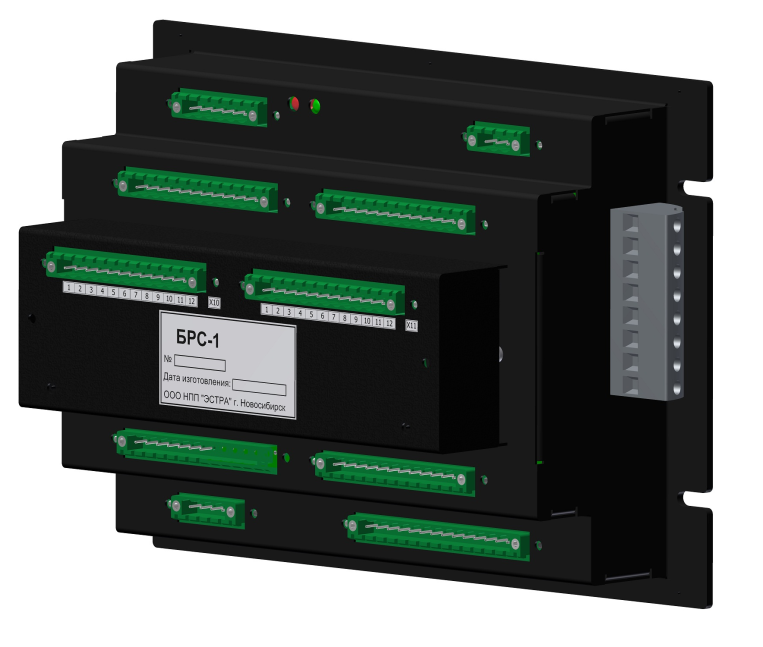 1 2 3 4 5 6 7 8 9 10 11 12 X10
1 2 3 4 5 6 7 8 9 10 11 12 X11
БРС-1
№
Дата изготовления:
ООО НПП "ЭСТРА" г. Новосибирск